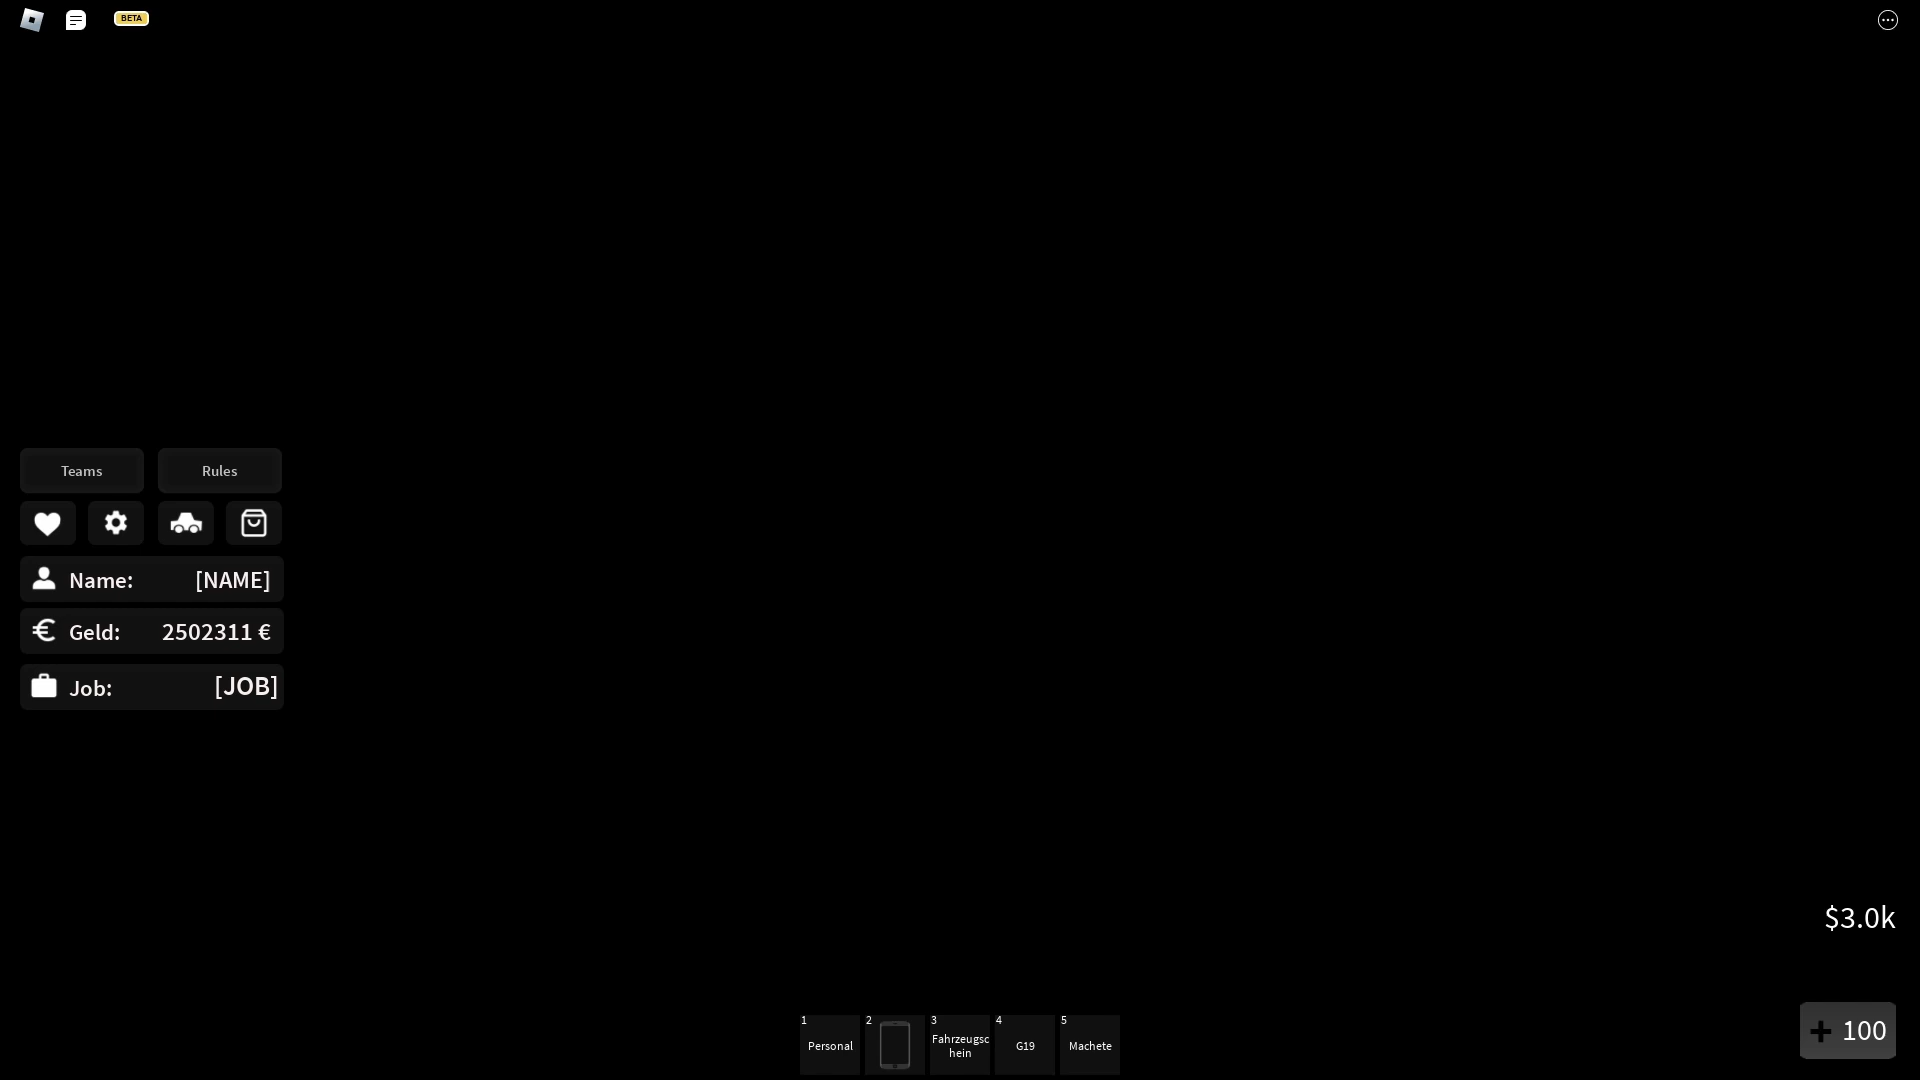 BETA
Teams
Rules
Name: [NAME]
Geld: 2502311 €
Job: [JOB]
$3.0k
1
Personal
2
3
Fahrzeugsc
hein
4
G19
5
Machete
+ 100